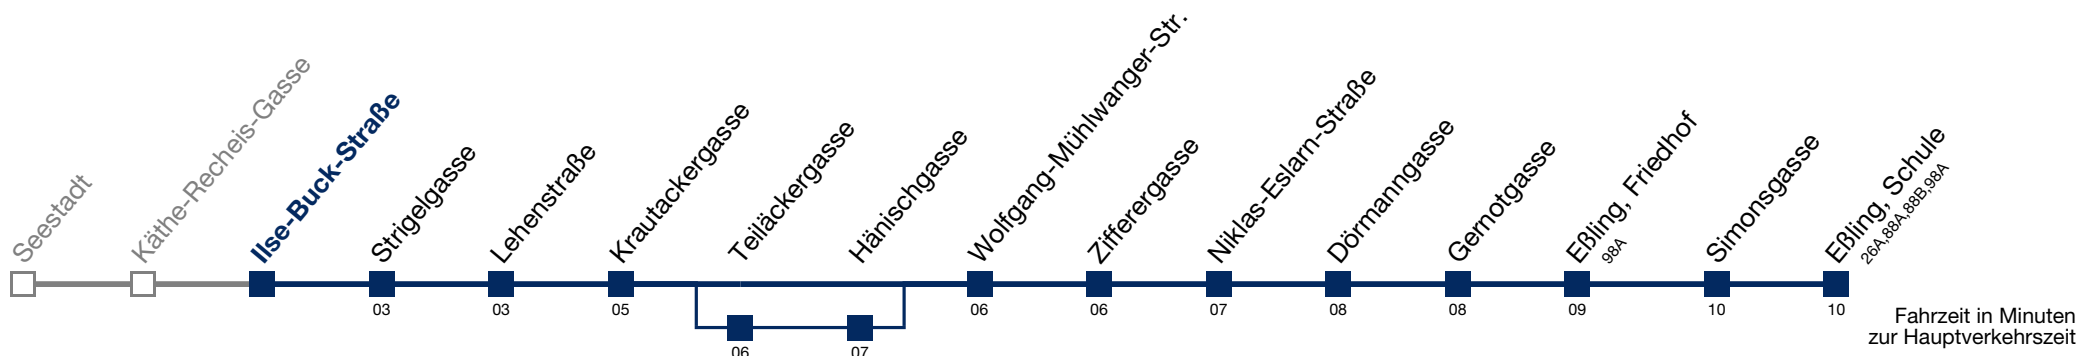 Seestadt
Käthe-Recheis-Gasse
Ilse-Buck-Straße
Strigelgasse
03
Lehenstraße
03
Krautackergasse
05
Teiläckergasse
06
Hänischgasse
07
Wolfgang-Mühlwanger-Str.
06
Ziffererergasse
06
Niklas-Eslarn-Straße
07
Dörmanngasse
08
Gernotgasse
08
Eßling, Friedhof
98A
09
Simonsgasse
10
Eßling, Schule
26A,88A,88B,98A
10
Fahrzeit in Minuten
zur Hauptverkehrszeit